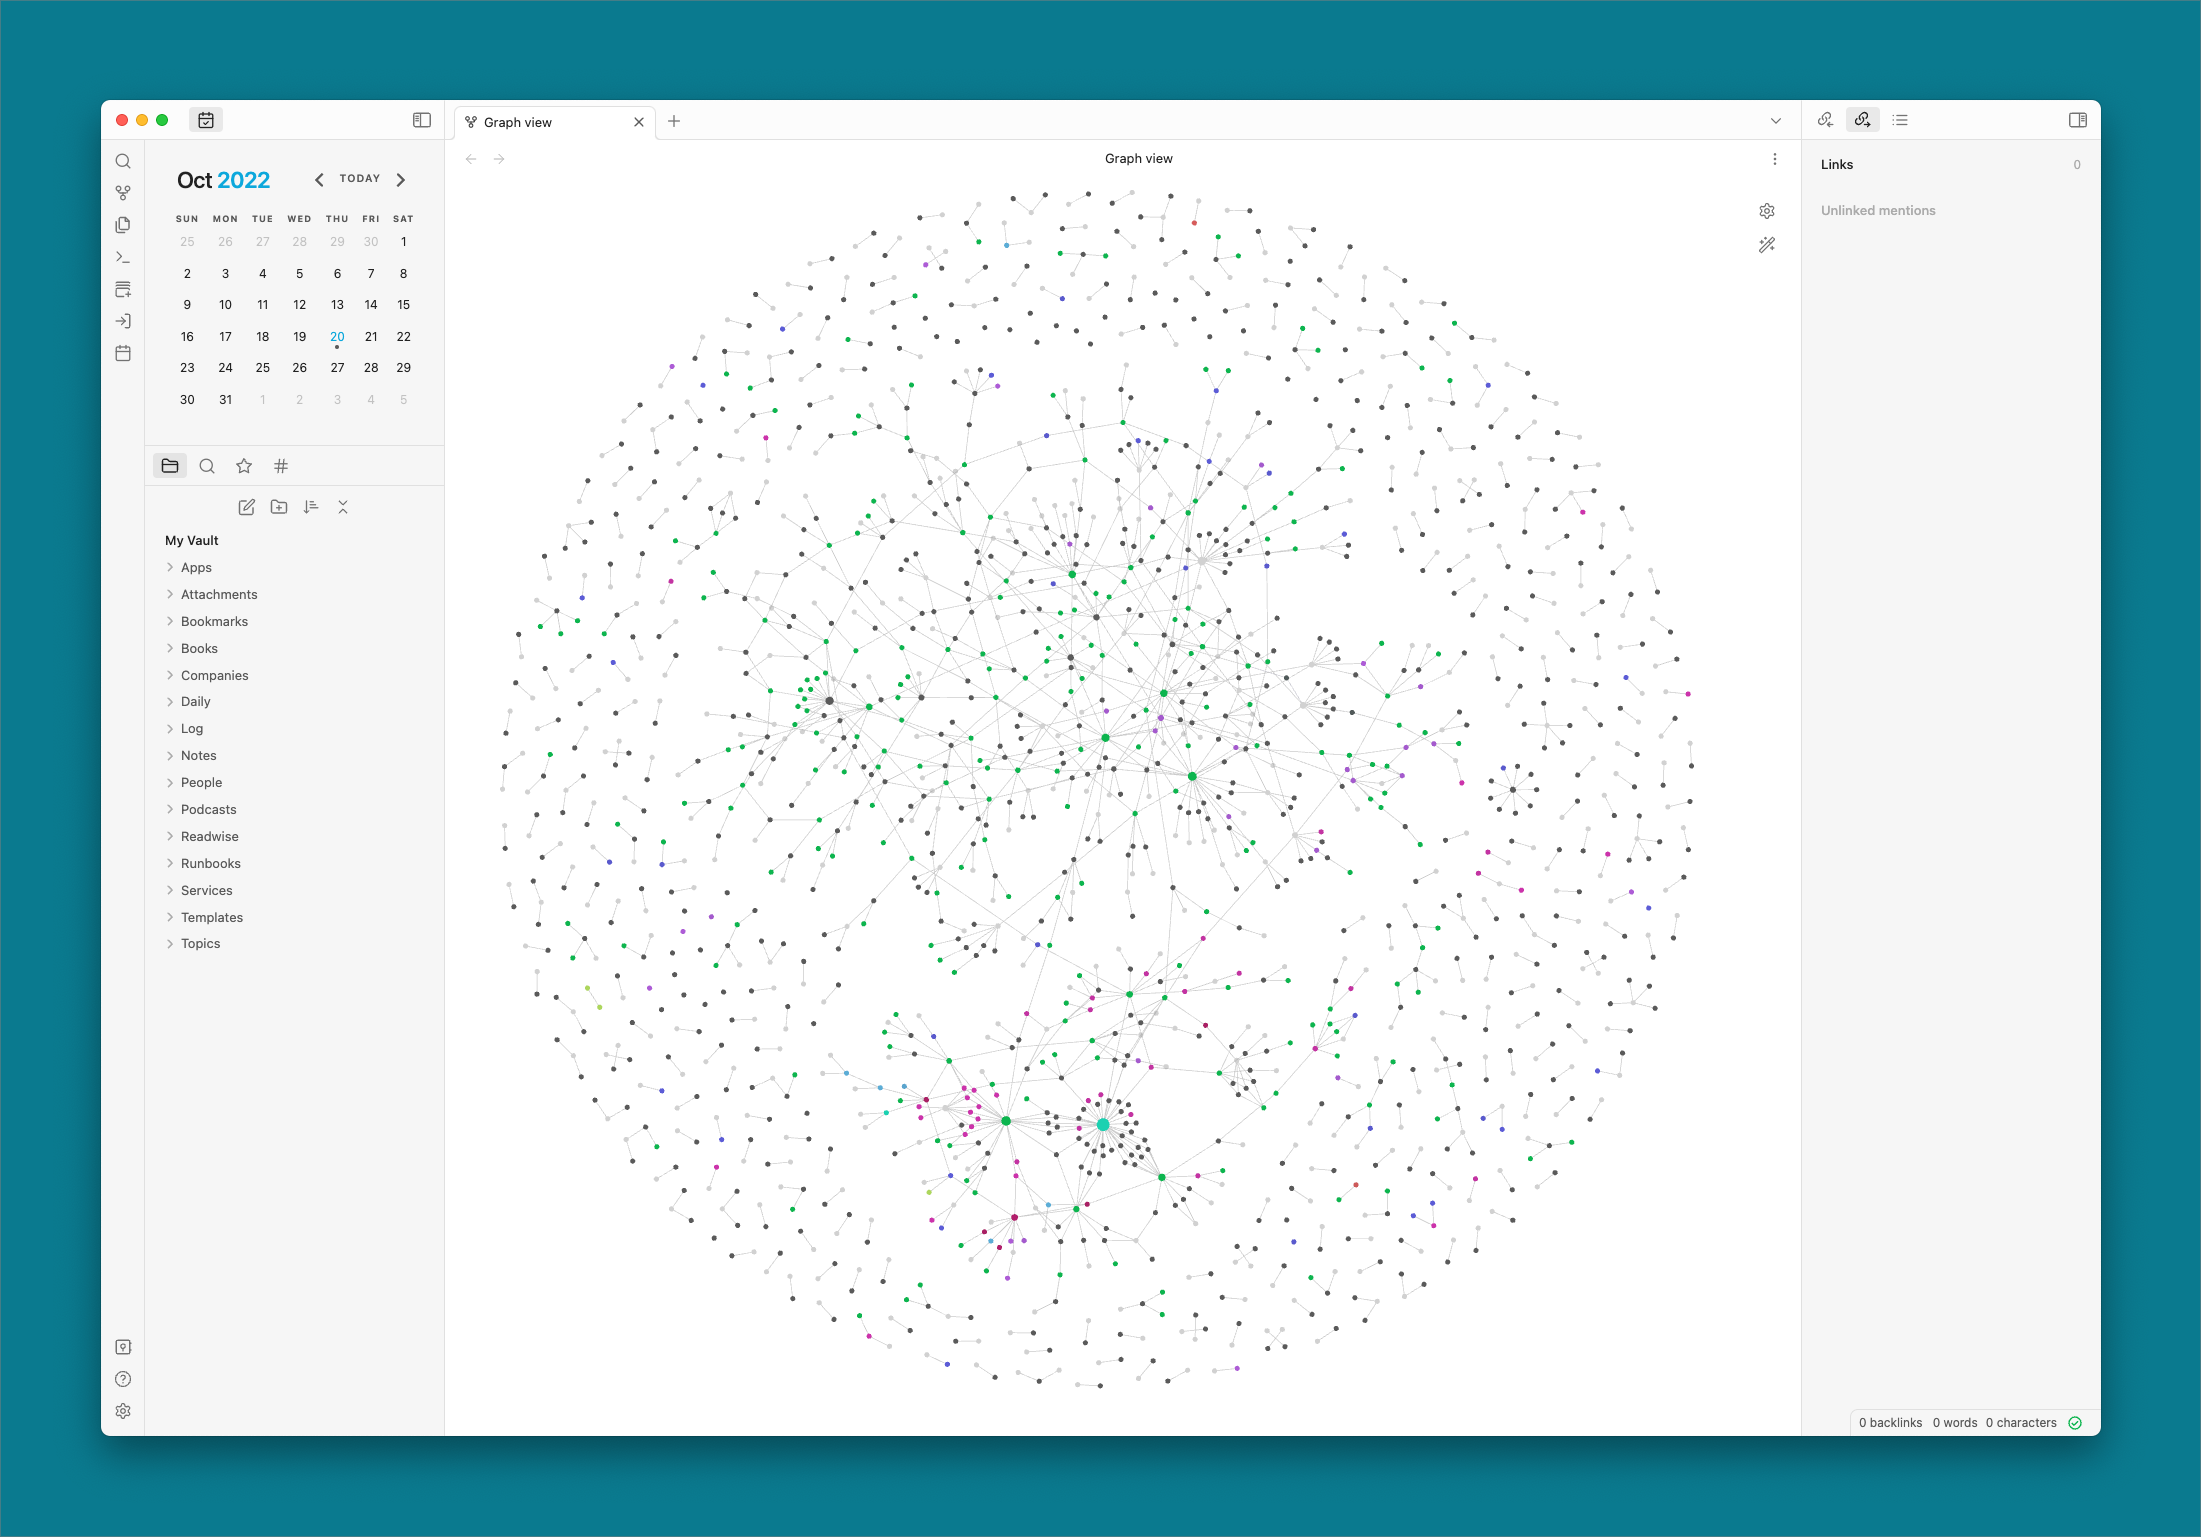 Graph view
Graph view
Oct 2022
TODAY
SUN MON TUE WED THU FRI SAT
25 26 27 28 29 30 1
2 3 4 5 6 7 8
9 10 11 12 13 14 15
16 17 18 19 20 21 22
23 24 25 26 27 28 29
30 31 1 2 3 4 5
My Vault
Apps
Attachments
Bookmarks
Books
Companies
Daily
Log
Notes
People
Podcasts
Readwise
Runbooks
Services
Templates
Topics
Links 0
Unlinked mentions
0 backlinks 0 words 0 characters